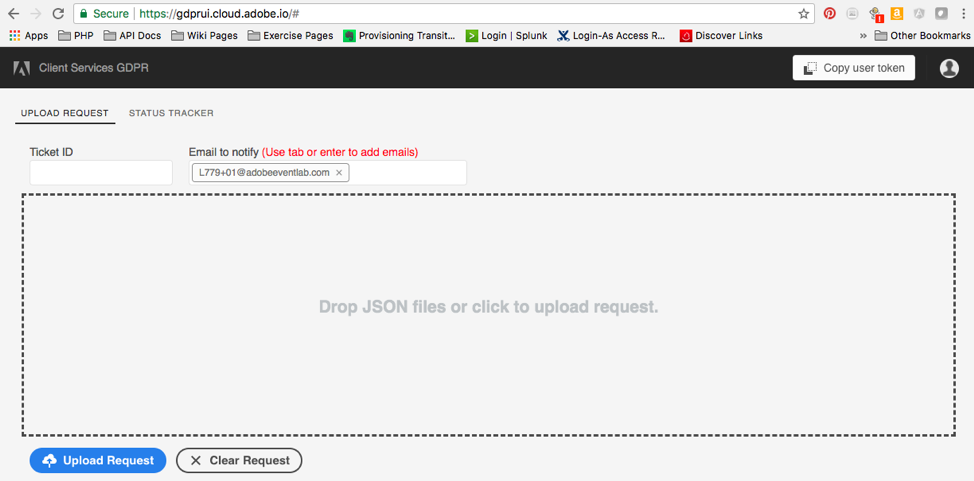 Secure | https://gdprui.cloud.adobe.io/#
Apps PHP API Docs Wiki Pages Exercise Pages Provisioning Transit... Login | Splunk Login-As Access R... Discover Links » Other Bookmarks
Client Services GDPR Copy user token
UPLOAD REQUEST STATUS TRACKER
Ticket ID Email to notify (Use tab or enter to add emails)
L779+01@adobeeventlab.com ×
Drop JSON files or click to upload request.
Upload Request Clear Request